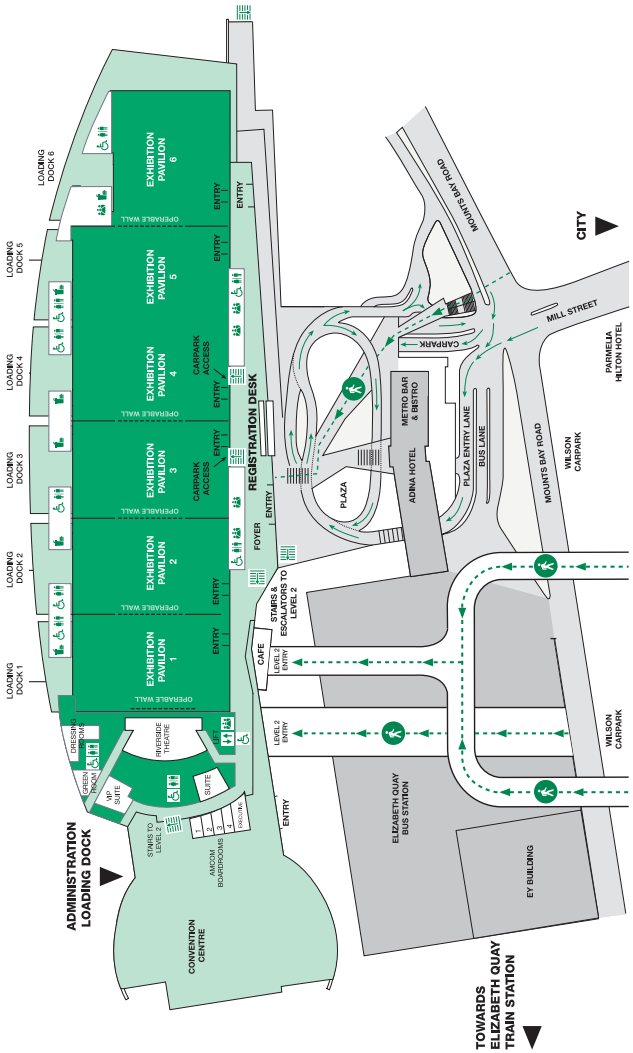 LOADING
DOCK 6
LOADING
DOCK 5
LOADING
DOCK 4
LOADING
DOCK 3
LOADING
DOCK 2
LOADING
DOCK 1
EXHIBITION
PAVILION
6
OPERABLE WALL
EXHIBITION
PAVILION
5
EXHIBITION
PAVILION
4
OPERABLE WALL
EXHIBITION
PAVILION
3
OPERABLE WALL
EXHIBITION
PAVILION
2
OPERABLE WALL
EXHIBITION
PAVILION
1
OPERABLE WALL
ENTRY
ENTRY
ENTRY
ENTRY
ENTRY
ENTRY
CARPARK
ACCESS
CARPARK
ACCESS
REGISTRATION DESK
ENTRY
FOYER
STAIRS &
ESCALATORS TO
LEVEL 2
CAFE
LEVEL 2
ENTRY
LEVEL 2
ENTRY
DRESSING
ROOMS
GREEN
ROOM
VIP
SUITE
RIVERSIDE
THEATRE
LIFT
SUITE
STAIRS TO
LEVEL 2
1
2
3
4
EXECUTIVE
AMCOM
BOARDROOMS
ENTRY
ADMINISTRATION
LOADING DOCK
CONVENTION
CENTRE
PLAZA
METRO BAR
& BISTRO
ADINA HOTEL
CARPARK
PLAZA ENTRY LANE
BUS LANE
MOUNTS BAY ROAD
MOUNTS BAY ROAD
MILL STREET
CITY
PARMELIA
HILTON HOTEL
WILSON
CARPARK
WILSON
CARPARK
ELIZABETH QUAY
BUS STATION
EY BUILDING
TOWARDS
ELIZABETH QUAY
TRAIN STATION